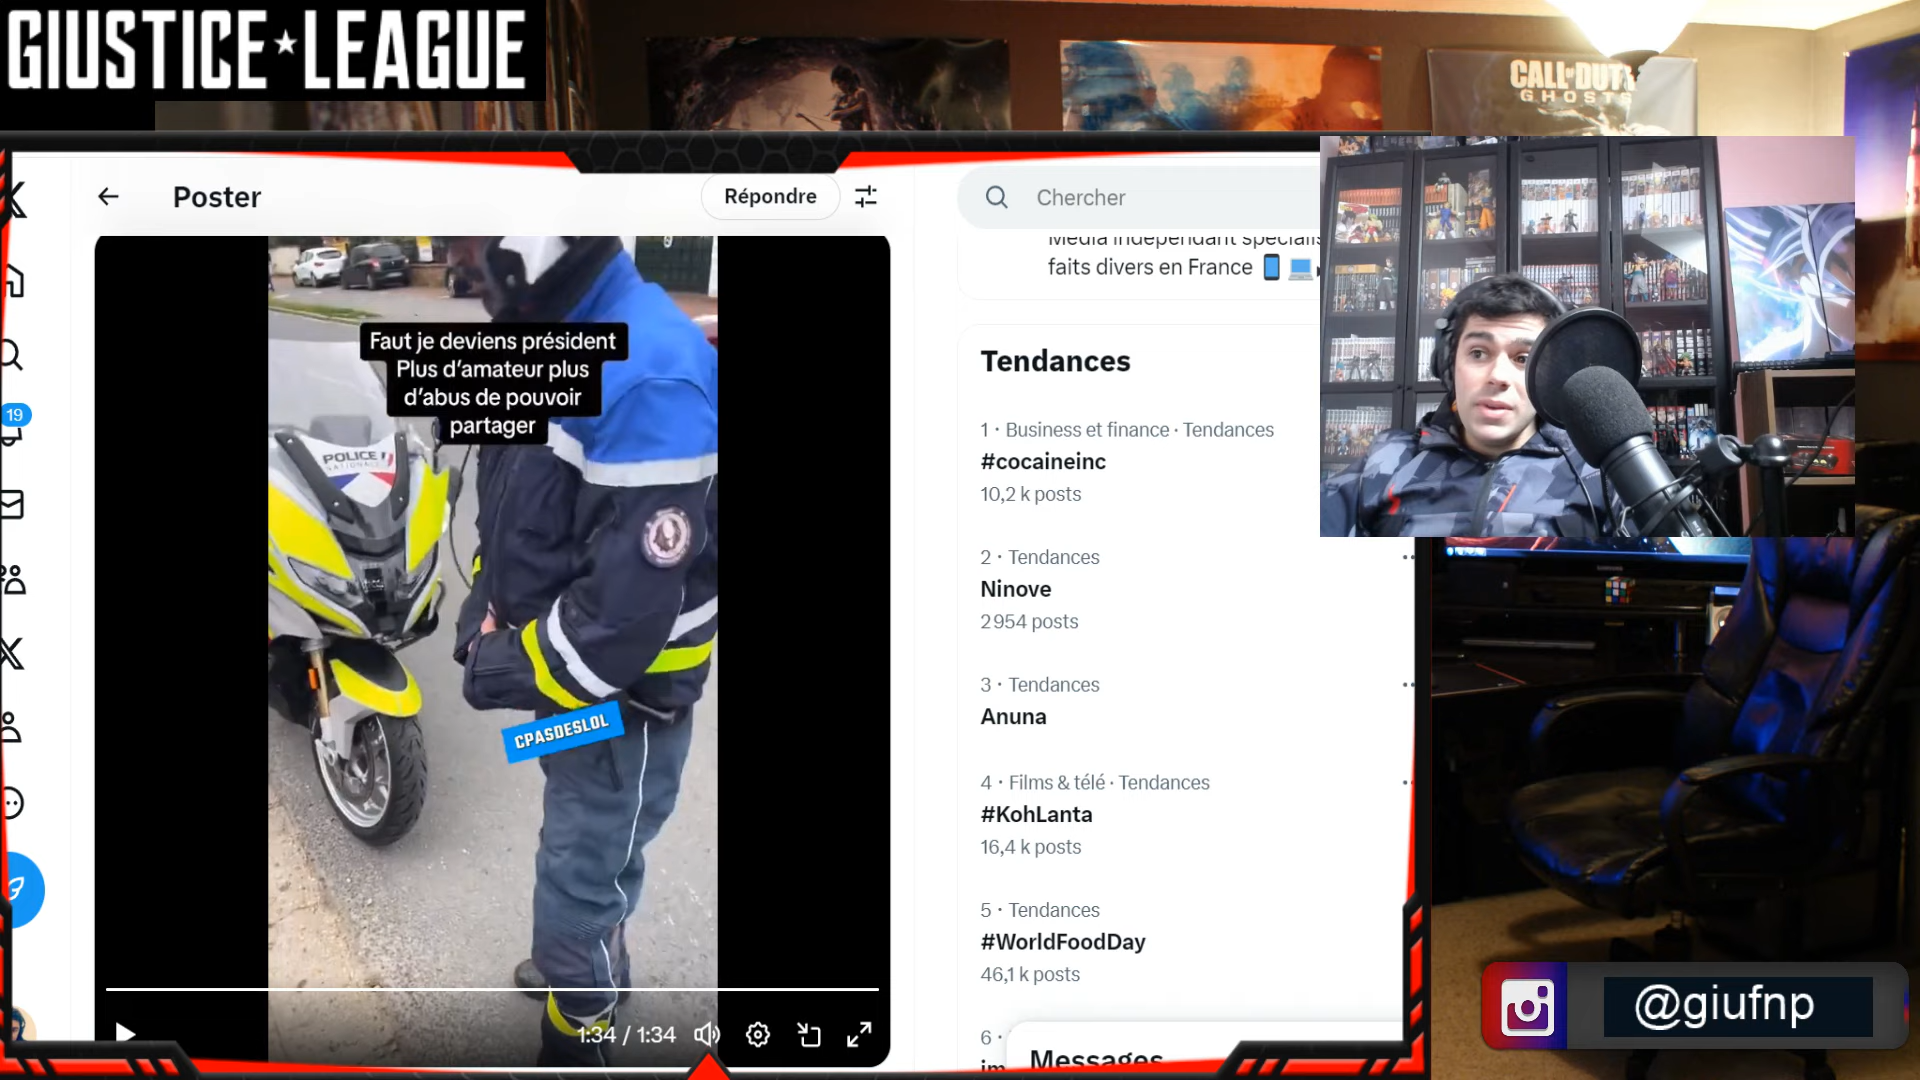 GIUSTICE★LEAGUE
CALL OF DUTY
GHOSTS
Poster
Répondre
Chercher
faits divers en France
Faut je deviens président
Plus d'amateur plus
d'abus de pouvoir
partager
POLICE
NATIONALE
CPASDESLOL
19
Tendances
1 · Business et finance · Tendances
#cocaineinc
10,2 k posts
2 · Tendances
Ninove
2 954 posts
3 · Tendances
Anuna
4 · Films & télé · Tendances
#KohLanta
16,4 k posts
5 · Tendances
#WorldFoodDay
46,1 k posts
6 ·
Messages
1:34 / 1:34
@giufnp